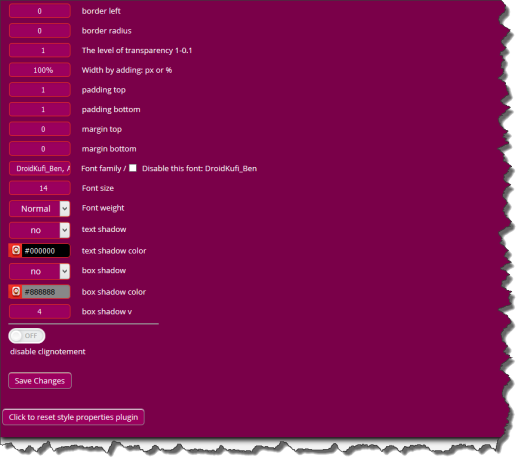 0 border left
0 border radius
1 The level of transparency 1-0.1
100% Width by adding: px or %
1 padding top
1 padding bottom
0 margin top
0 margin bottom
DroidKufi_Ben, A Font family / Disable this font: DroidKufi_Ben
14 Font size
Normal Font weight
no text shadow
#000000 text shadow color
no box shadow
#888888 box shadow color
4 box shadow v
OFF
disable clignotement
Save Changes
Click to reset style properties plugin